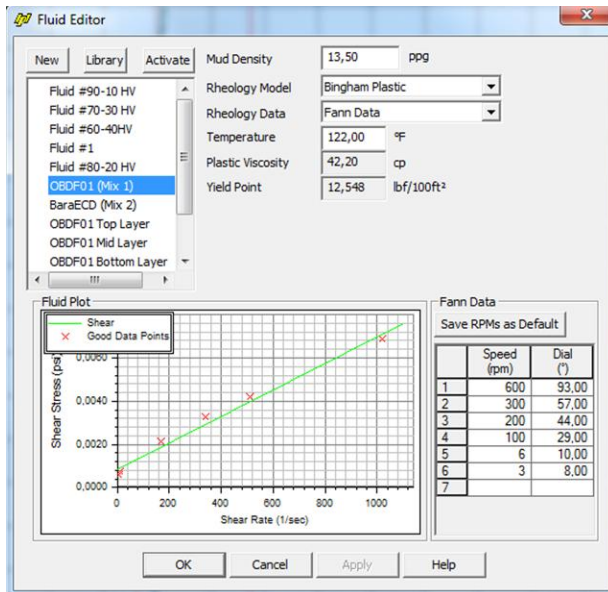 Fluid Editor
New Library Activate
Fluid #90-10 HV
Fluid #70-30 HV
Fluid #60-40HV
Fluid #1
Fluid #80-20 HV
OBDF01 (Mix 1)
BaraECD (Mix 2)
OBDF01 Top Layer
OBDF01 Mid Layer
OBDF01 Bottom Layer
Mud Density 13,50 ppg
Rheology Model Bingham Plastic
Rheology Data Fann Data
Temperature 122,00 °F
Plastic Viscosity 42,20 cp
Yield Point 12,548 lbf/100ft²
Fluid Plot
Shear
Good Data Points
Shear Stress (psi)
0,0060
0,0040
0,0020
0,0000
0 200 400 600 800 1000
Shear Rate (1/sec)
Fann Data
Save RPMs as Default
Speed (rpm) Dial (°)
1 600 93,00
2 300 57,00
3 200 44,00
4 100 29,00
5 6 10,00
6 3 8,00
7
OK Cancel Apply Help